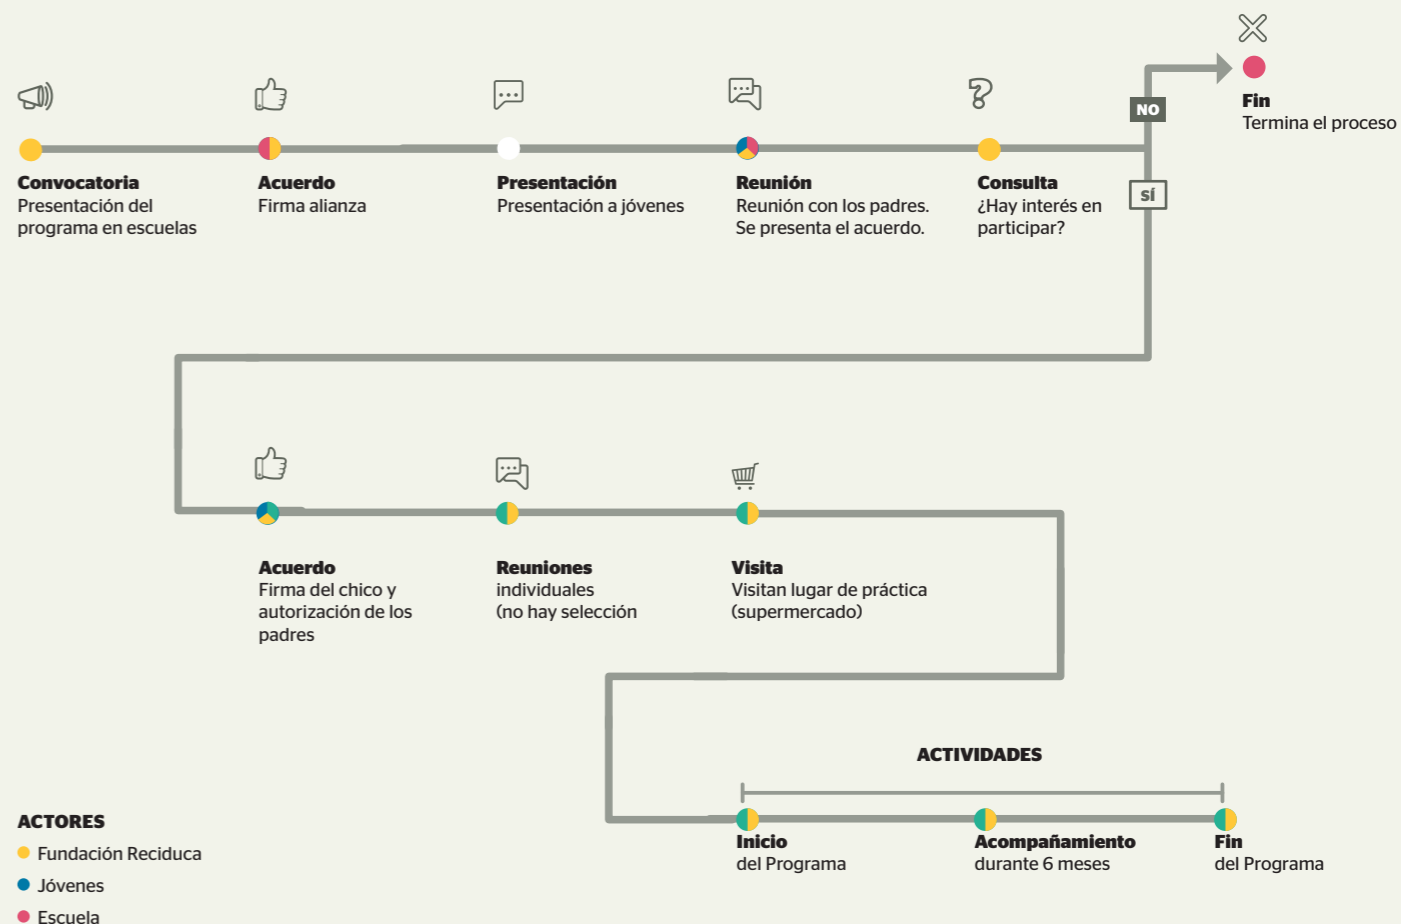 Convocatoria
Presentación del
programa en escuelas
Acuerdo
Firma alianza
Presentación
Presentación a jóvenes
Reunión
Reunión con los padres.
Se presenta el acuerdo.
Consulta
¿Hay interés en
participar?
NO
SÍ
Fin
Termina el proceso
Acuerdo
Firma del chico y
autorización de los
padres
Reuniones
individuales
(no hay selección
Visita
Visitan lugar de práctica
(supermercado)
ACTIVIDADES
Inicio
del Programa
Acompañamiento
durante 6 meses
Fin
del Programa
ACTORES
Fundación Reciduca
Jóvenes
Escuela